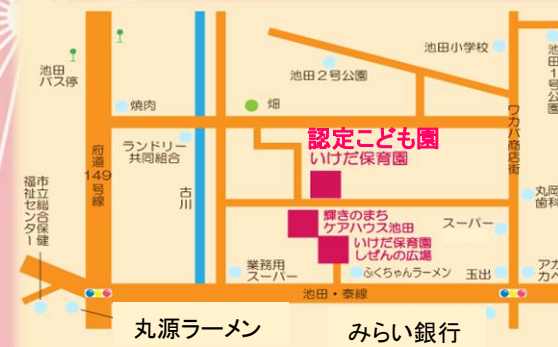 池田小学校
池田1号公園
池田2号公園
池田
バス停
焼肉
畑
認定こども園
いけだ保育園
ランドリー
共同組合
ワカバ商店街
府道149号線
古川
市立総合保健
福祉センター
丸岡
歯科
輝きのまち
ケアハウス池田
スーパー
いけだ保育園
しぜんの広場
業務用
スーパー
ふくちゃんラーメン
玉出
アカ
カベ
池田・秦線
丸源ラーメン
みらい銀行